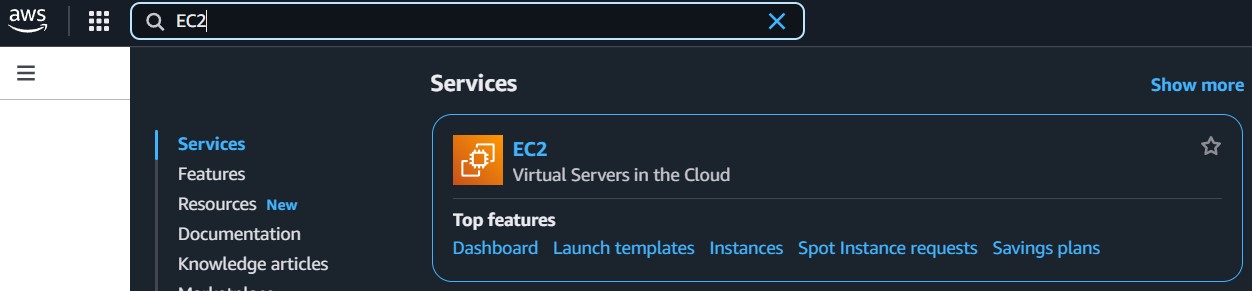 aws
EC2
Services
Show more
Services
Features
Resources New
Documentation
Knowledge articles
EC2
Virtual Servers in the Cloud
Top features
Dashboard Launch templates Instances Spot Instance requests Savings plans